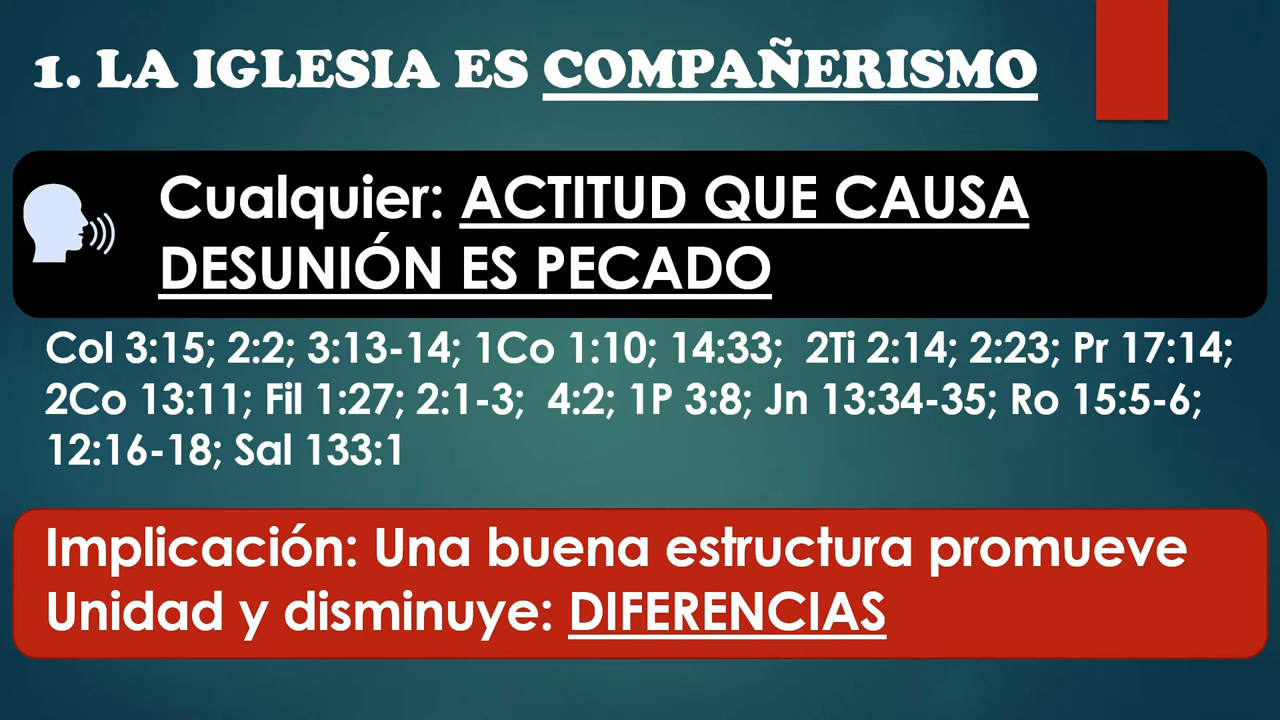 1. LA IGLESIA ES COMPAÑERISMO
Cualquier: ACTITUD QUE CAUSA
DESUNIÓN ES PECADO
Col 3:15; 2:2; 3:13-14; 1Co 1:10; 14:33;  2Ti 2:14; 2:23; Pr 17:14;
2Co 13:11; Fil 1:27; 2:1-3;  4:2; 1P 3:8; Jn 13:34-35; Ro 15:5-6;
12:16-18; Sal 133:1
Implicación: Una buena estructura promueve
Unidad y disminuye: DIFERENCIAS